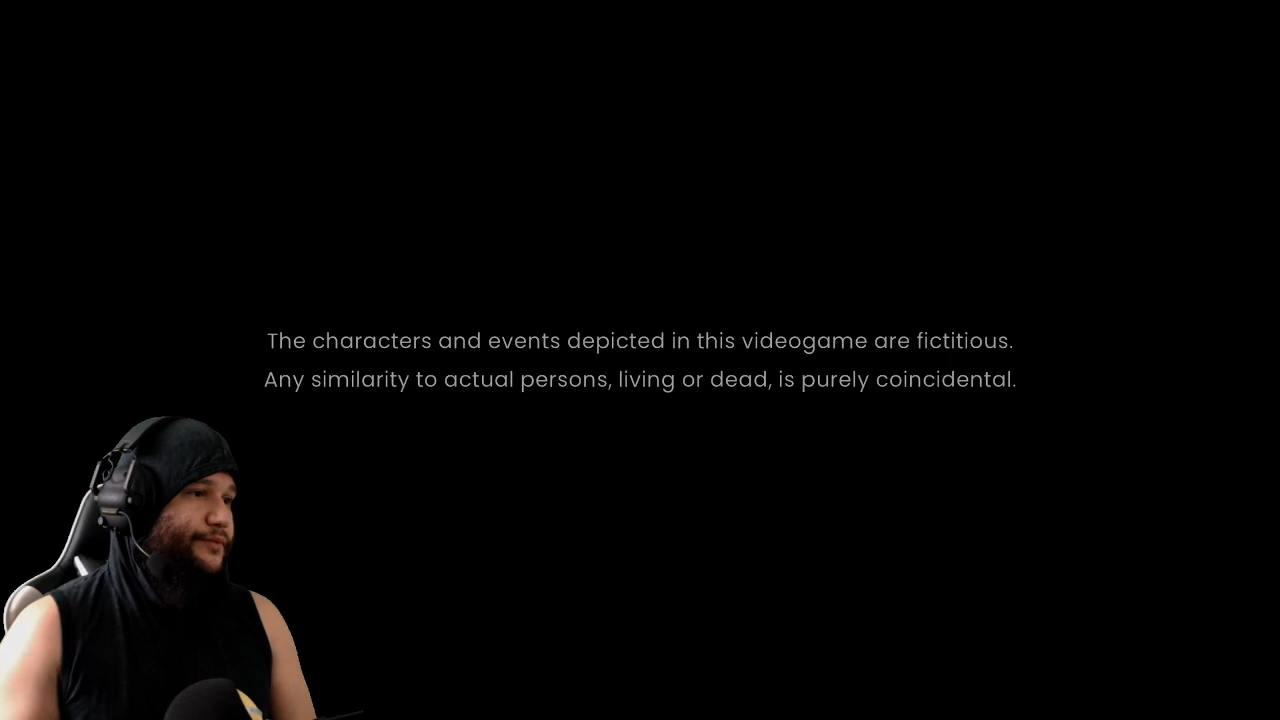 The characters and events depicted in this videogame are fictitious.
Any similarity to actual persons, living or dead, is purely coincidental.